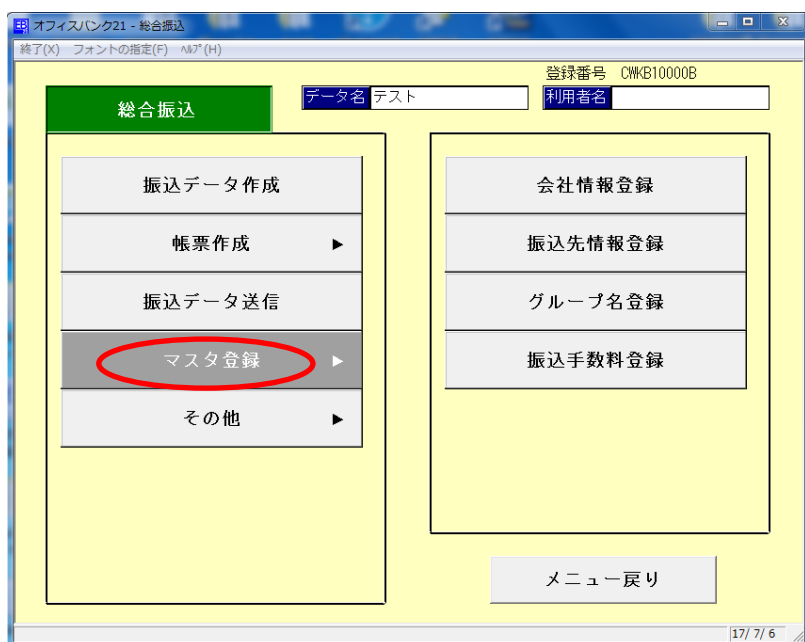 オフィスバンク21 - 総合振込
終了(X) フォントの指定(F) ﾍﾙﾌﾟ(H)
登録番号 CWKB10000B
総合振込
データ名 テスト
利用者名
振込データ作成
帳票作成 ▶
振込データ送信
マスタ登録 ▶
その他 ▶
会社情報登録
振込先情報登録
グループ名登録
振込手数料登録
メニュー戻り
17/ 7/ 6